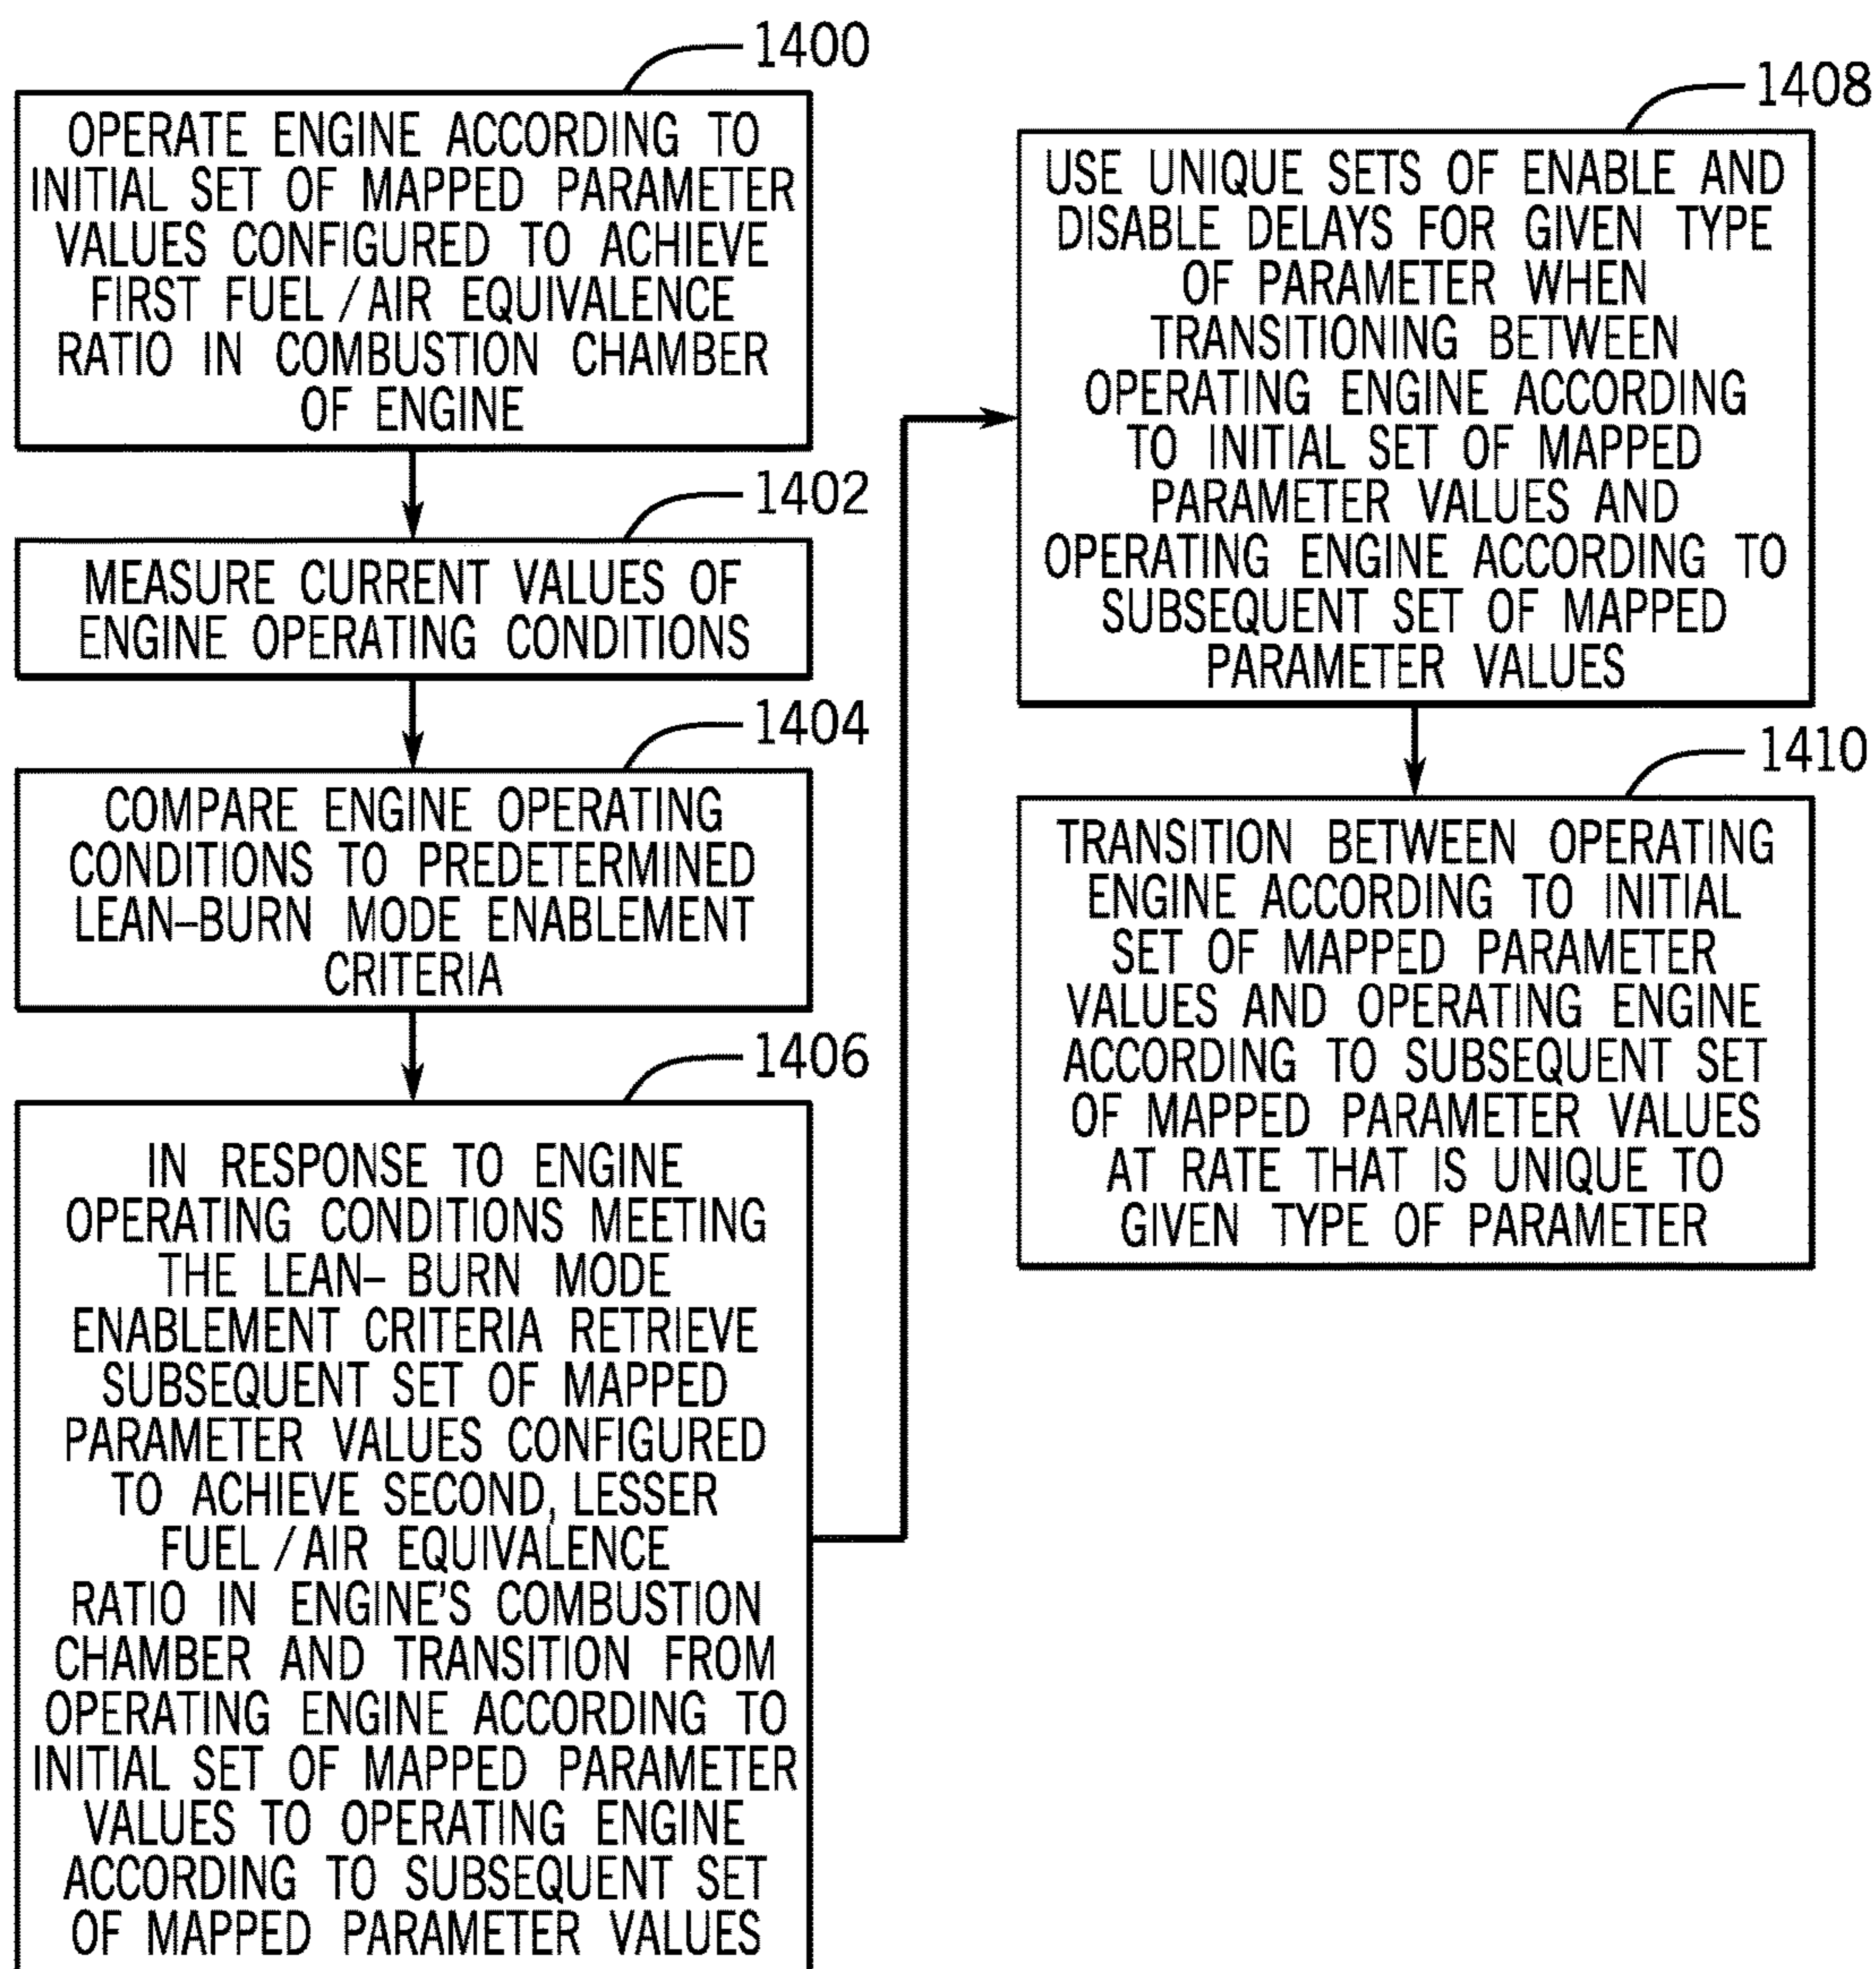 1400
OPERATE ENGINE ACCORDING TO
INITIAL SET OF MAPPED PARAMETER
VALUES CONFIGURED TO ACHIEVE
FIRST FUEL/AIR EQUIVALENCE
RATIO IN COMBUSTION CHAMBER
OF ENGINE
1402
MEASURE CURRENT VALUES OF
ENGINE OPERATING CONDITIONS
1404
COMPARE ENGINE OPERATING
CONDITIONS TO PREDETERMINED
LEAN–BURN MODE ENABLEMENT
CRITERIA
1406
IN RESPONSE TO ENGINE
OPERATING CONDITIONS MEETING
THE LEAN– BURN MODE
ENABLEMENT CRITERIA RETRIEVE
SUBSEQUENT SET OF MAPPED
PARAMETER VALUES CONFIGURED
TO ACHIEVE SECOND, LESSER
FUEL/AIR EQUIVALENCE
RATIO IN ENGINE'S COMBUSTION
CHAMBER AND TRANSITION FROM
OPERATING ENGINE ACCORDING TO
INITIAL SET OF MAPPED PARAMETER
VALUES TO OPERATING ENGINE
ACCORDING TO SUBSEQUENT SET
OF MAPPED PARAMETER VALUES
1408
USE UNIQUE SETS OF ENABLE AND
DISABLE DELAYS FOR GIVEN TYPE
OF PARAMETER WHEN
TRANSITIONING BETWEEN
OPERATING ENGINE ACCORDING
TO INITIAL SET OF MAPPED
PARAMETER VALUES AND
OPERATING ENGINE ACCORDING TO
SUBSEQUENT SET OF MAPPED
PARAMETER VALUES
1410
TRANSITION BETWEEN OPERATING
ENGINE ACCORDING TO INITIAL
SET OF MAPPED PARAMETER
VALUES AND OPERATING ENGINE
ACCORDING TO SUBSEQUENT SET
OF MAPPED PARAMETER VALUES
AT RATE THAT IS UNIQUE TO
GIVEN TYPE OF PARAMETER